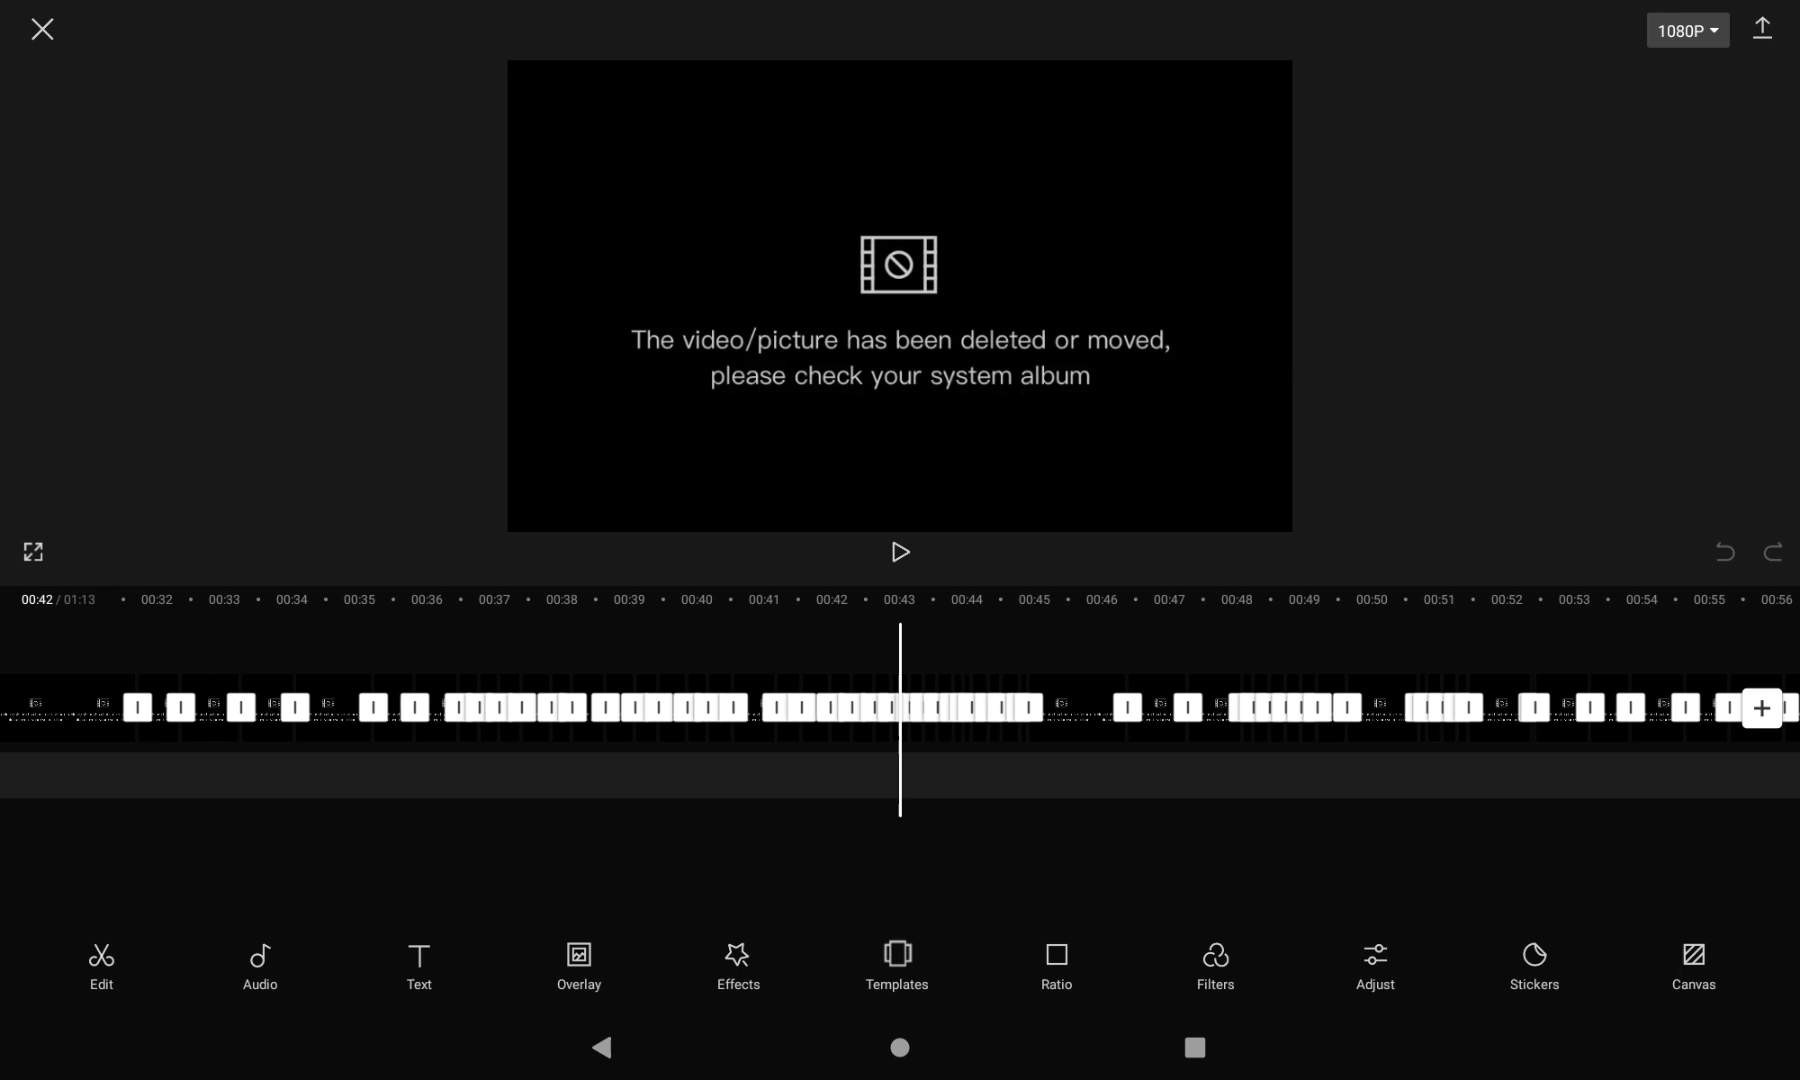 1080P
The video/picture has been deleted or moved,
please check your system album
00:42 / 01:13 00:32 00:33 00:34 00:35 00:36 00:37 00:38 00:39 00:40 00:41 00:42 00:43 00:44 00:45 00:46 00:47 00:48 00:49 00:50 00:51 00:52 00:53 00:54 00:55 00:56
Edit Audio Text Overlay Effects Templates Ratio Filters Adjust Stickers Canvas